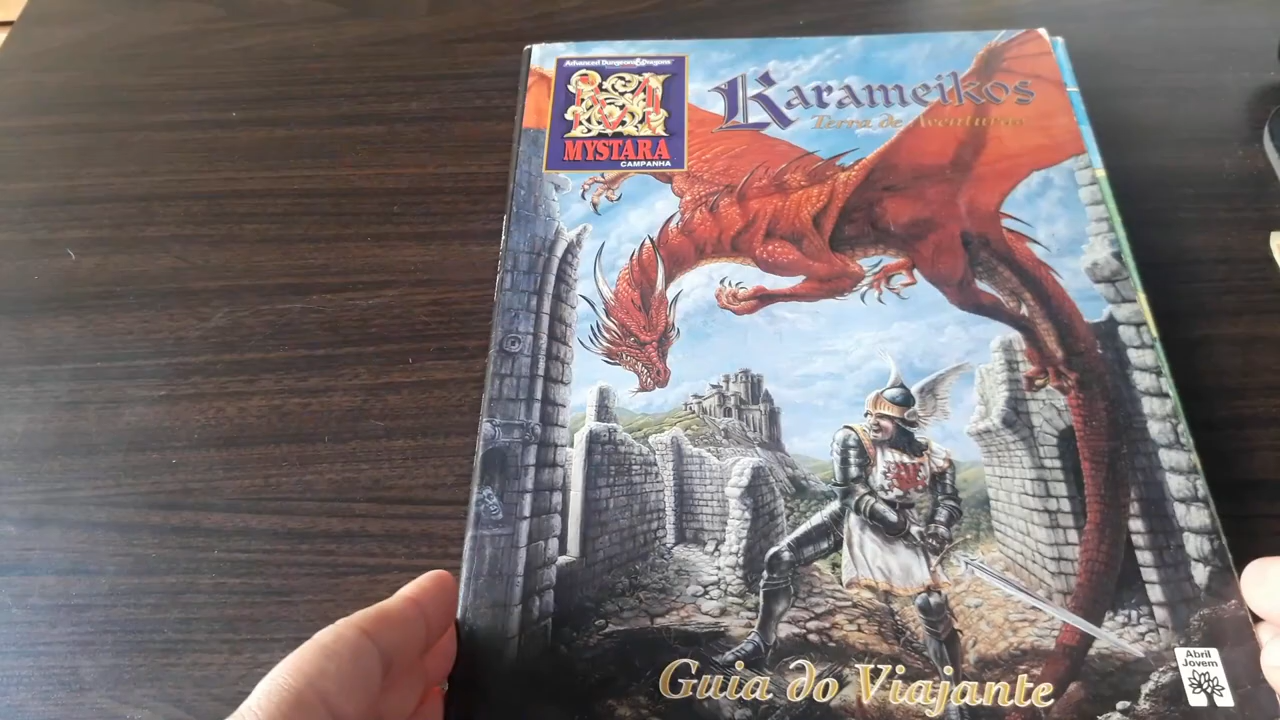 Advanced Dungeons & Dragons
MYSTARA
CAMPANHA
Karameikos
Terra de Aventuras
Guia do Viajante
Abril
Jovem